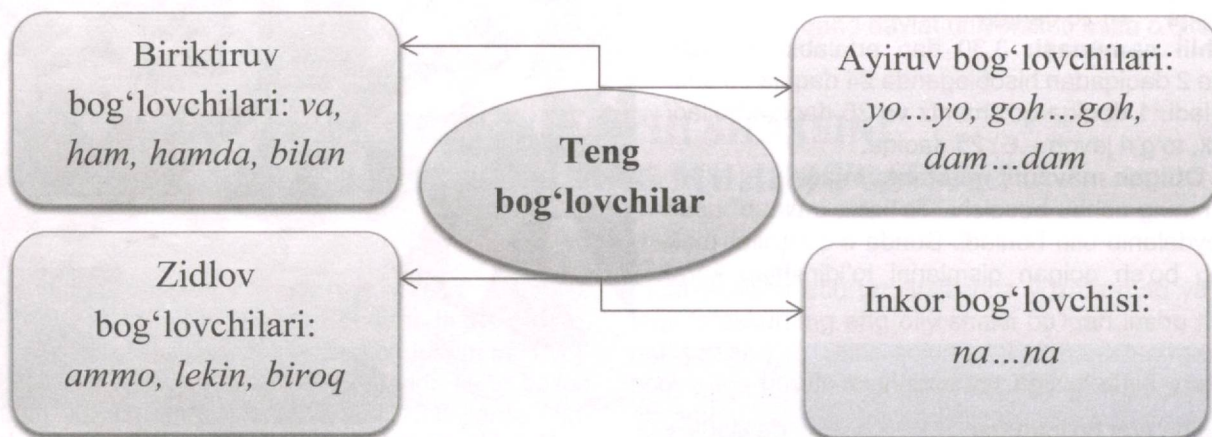 Biriktiruv
bog‘lovchilari: va,
ham, hamda, bilan
Ayiruv bog‘lovchilari:
yo...yo, goh...goh,
dam...dam
Teng
bog‘lovchilar
Zidlov
bog‘lovchilari:
ammo, lekin, biroq
Inkor bog‘lovchisi:
na...na